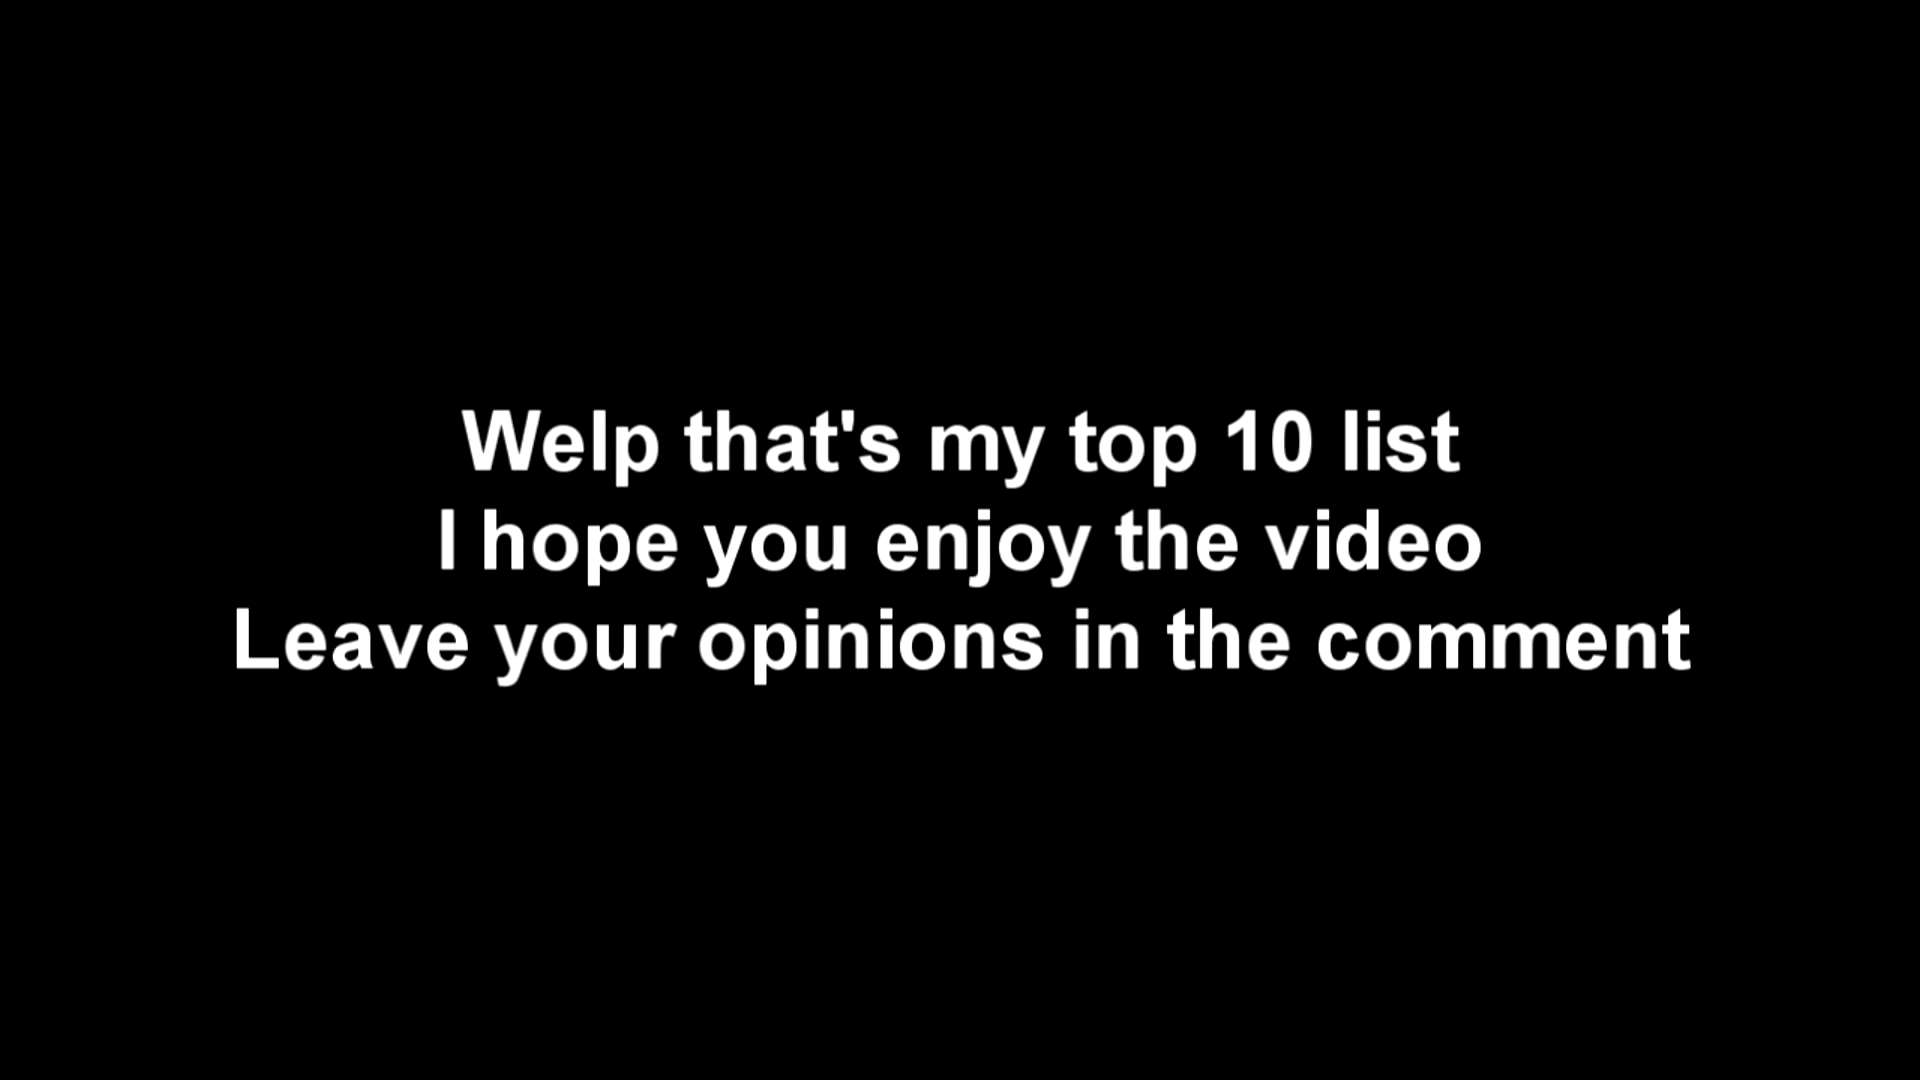 Welp that's my top 10 list
I hope you enjoy the video
Leave your opinions in the comment